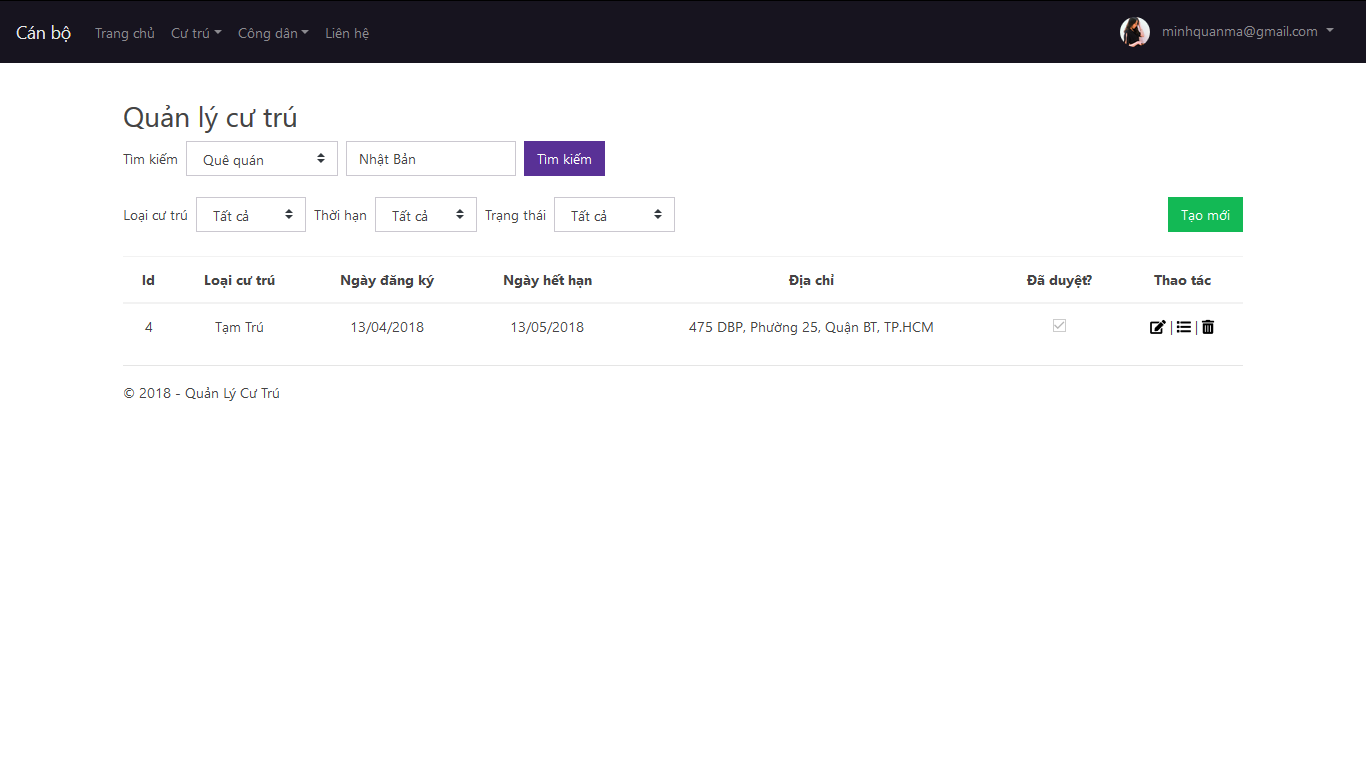 Cán bộ Trang chủ Cư trú Công dân Liên hệ minhquanma@gmail.com
Quản lý cư trú
Tìm kiếm Quê quán Nhật Bản Tìm kiếm
Loại cư trú Tất cả Thời hạn Tất cả Trạng thái Tất cả Tạo mới
Id Loại cư trú Ngày đăng ký Ngày hết hạn Địa chỉ Đã duyệt? Thao tác
4 Tạm Trú 13/04/2018 13/05/2018 475 DBP, Phường 25, Quận BT, TP.HCM | |
© 2018 - Quản Lý Cư Trú